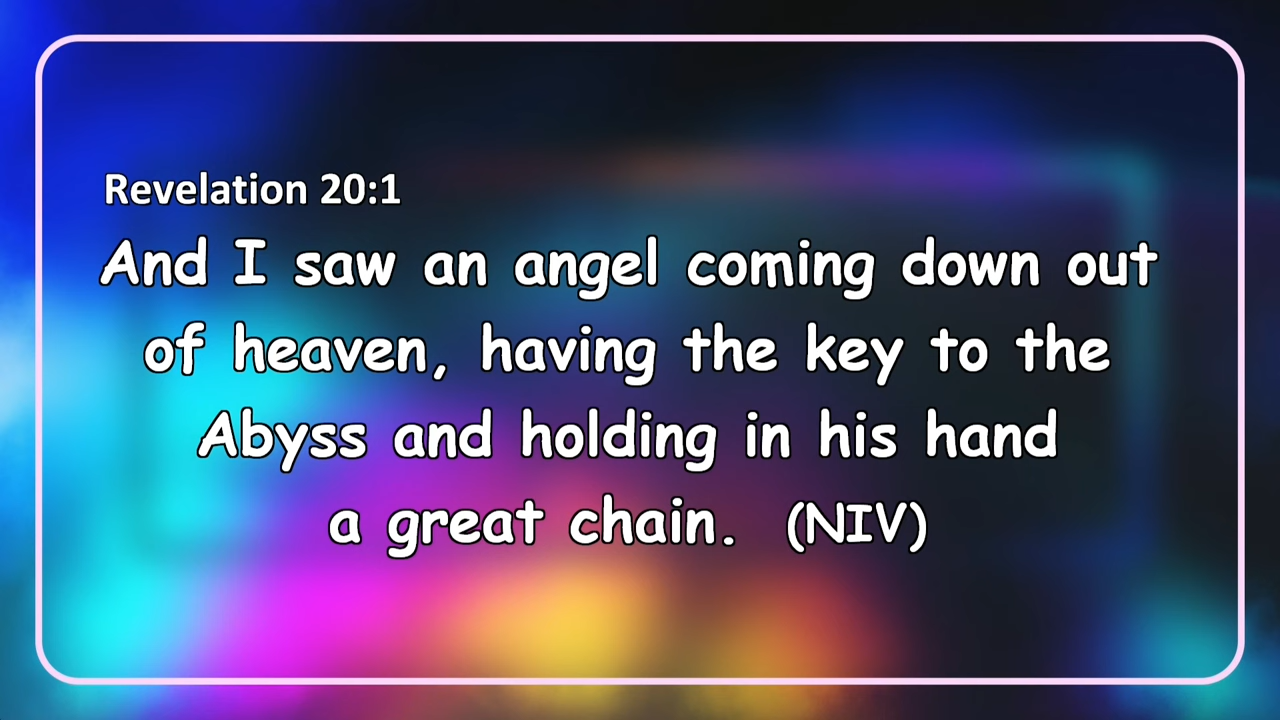 Revelation 20:1
And I saw an angel coming down out
of heaven, having the key to the
Abyss and holding in his hand
a great chain. (NIV)